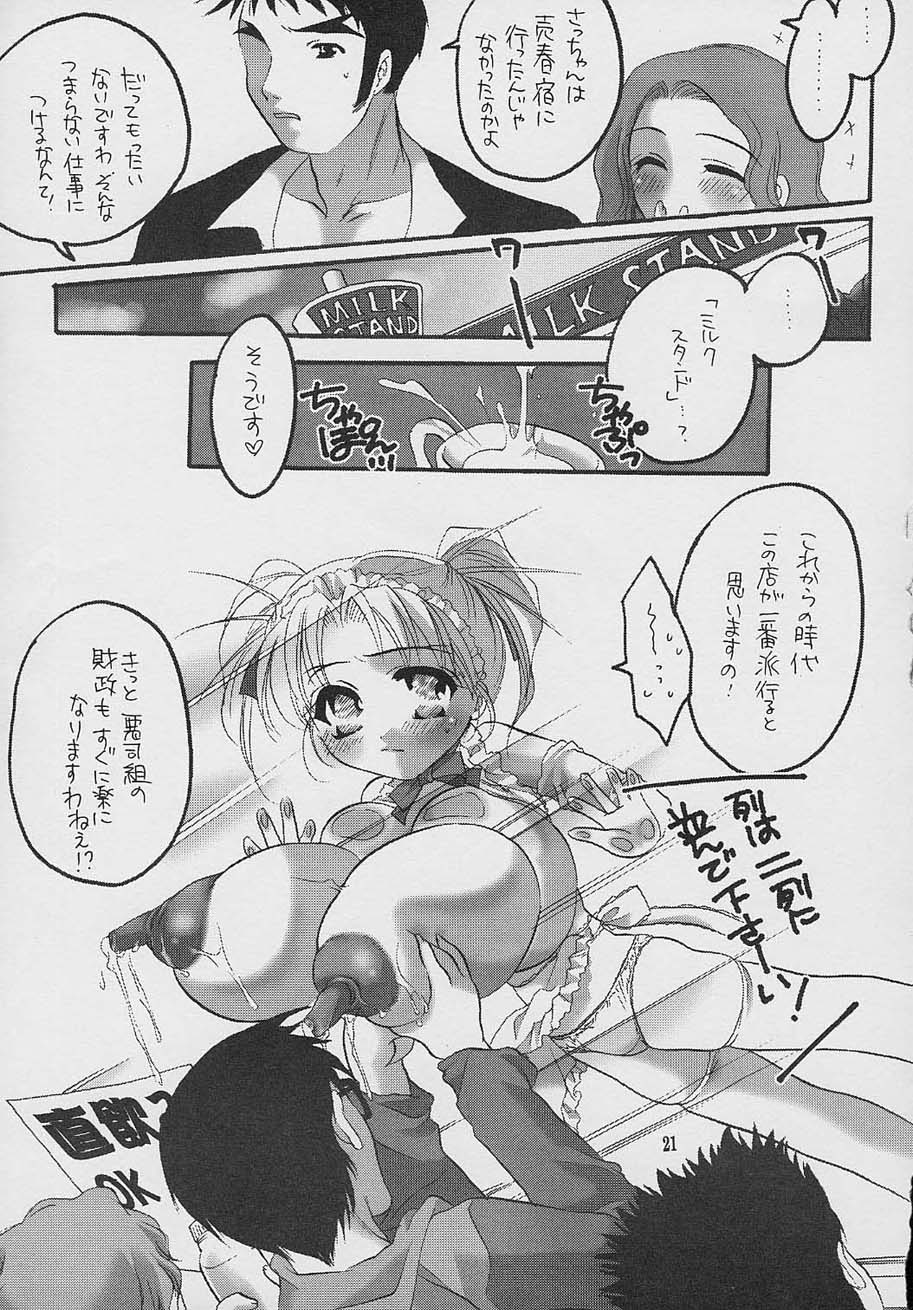 ………
さっちゃんは
売春宿に
行ったんじゃ
なかったのかよ
だってもったい
ないですわ そんな
つまらない仕事に
つけるなんて!
ワー
ワー
MILK STAND
MILK
STAND
………
「ミルク
スタンド」…?
ちゃぷっ
ちゃぽんッ
そうです♡
これからの時代
この店が一番流行ると
思いますの!
〜〜っっ
きっと悪司組の
財政もすぐに楽に
なりますわねぇ!?
列は二列に
並んで下さーい!
直飲
OK
21